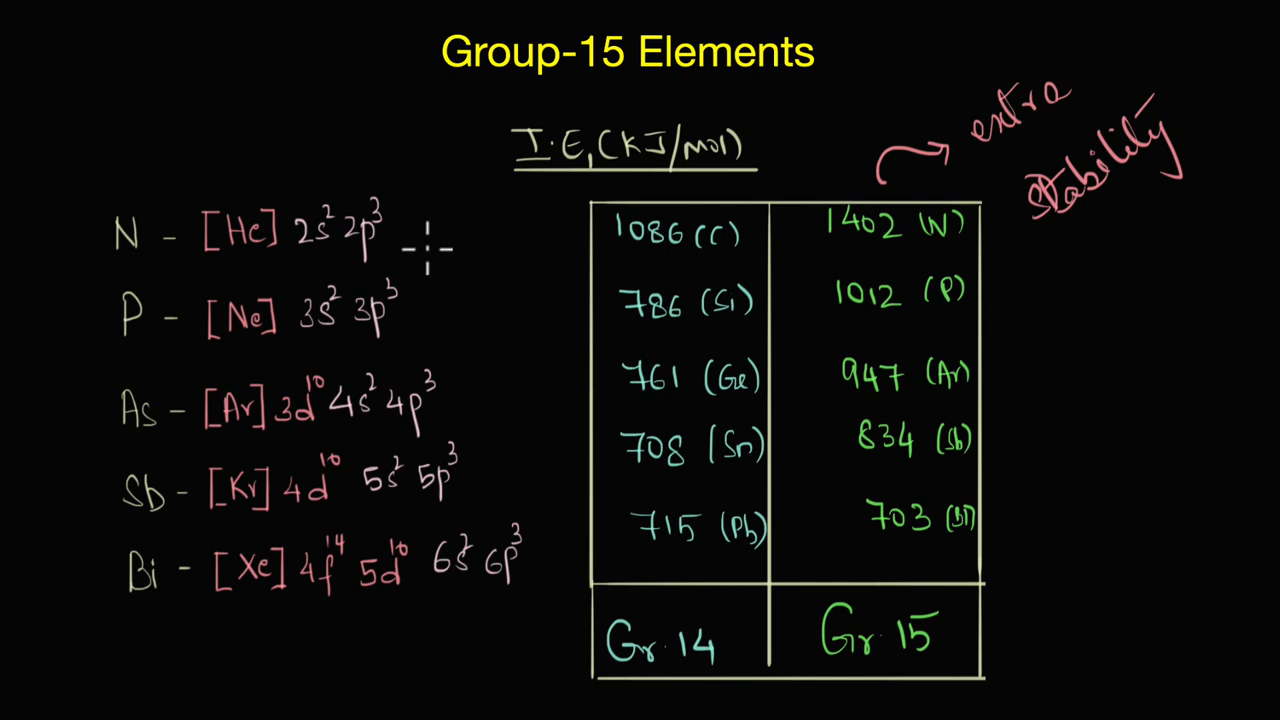 Group-15 Elements
I.E₁ (KJ/mol)
extra
stability
N - [He] 2s² 2p³
P - [Ne] 3s² 3p³
As - [Ar] 3d¹⁰ 4s² 4p³
Sb - [Kr] 4d¹⁰ 5s² 5p³
Bi - [Xe] 4f¹⁴ 5d¹⁰ 6s² 6p³
1086 (C) 1402 (N)
786 (Si) 1012 (P)
761 (Ge) 947 (Ar)
708 (Sn) 834 (Sb)
715 (Pb) 703 (Bi)
Gr. 14 Gr. 15